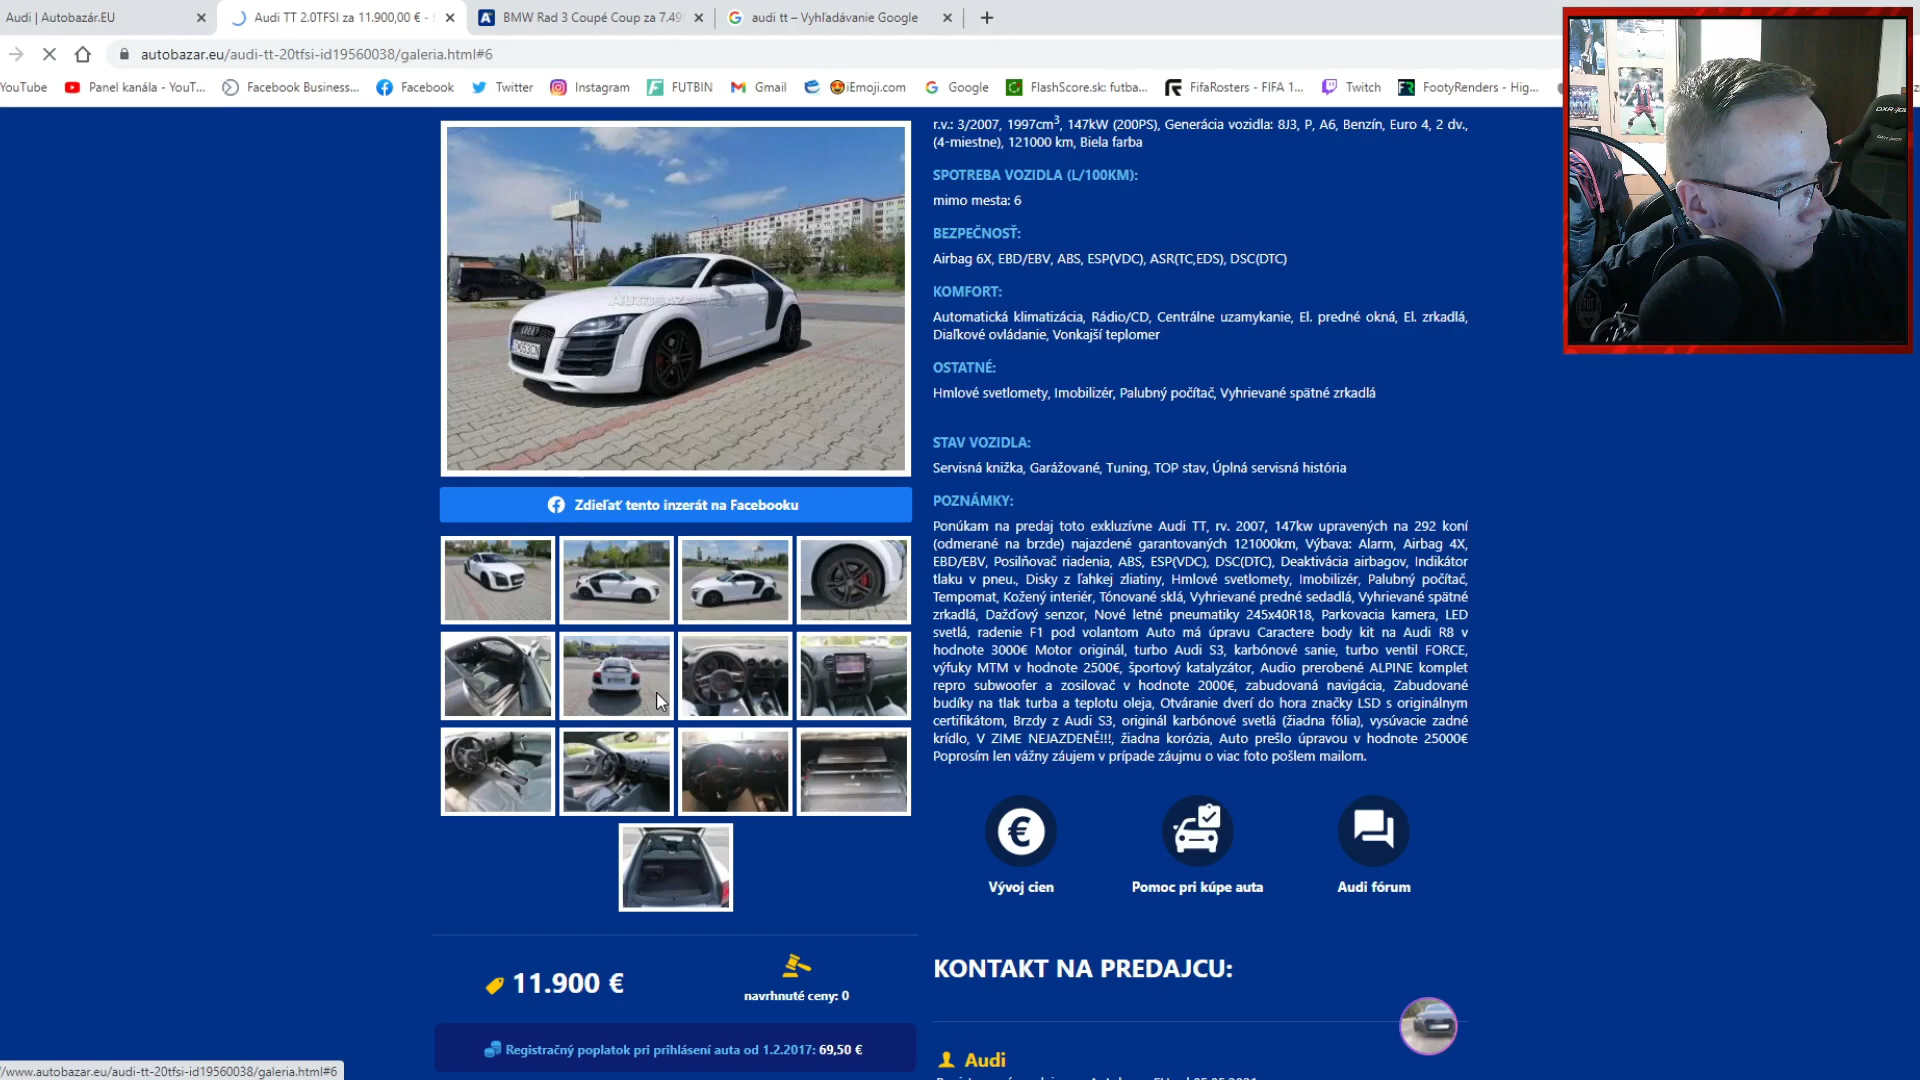 Audi | Autobazár.EU
Audi TT 2.0TFSI za 11.900,00 € -
BMW Rad 3 Coupé Coup za 7.49
audi tt – Vyhľadávanie Google
autobazar.eu/audi-tt-20tfsi-id19560038/galeria.html#6
YouTube
Panel kanála - YouT...
Facebook Business...
Facebook
Twitter
Instagram
FUTBIN
Gmail
iEmoji.com
Google
FlashScore.sk: futba...
FifaRosters - FIFA 1...
Twitch
FootyRenders - Hig...
r.v.: 3/2007, 1997cm³, 147kW (200PS), Generácia vozidla: 8J3, P, A6, Benzín, Euro 4, 2 dv.,
(4-miestne), 121000 km, Biela farba
SPOTREBA VOZIDLA (L/100KM):
mimo mesta: 6
BEZPEČNOSŤ:
Airbag 6X, EBD/EBV, ABS, ESP(VDC), ASR(TC,EDS), DSC(DTC)
KOMFORT:
Automatická klimatizácia, Rádio/CD, Centrálne uzamykanie, El. predné okná, El. zrkadlá,
Diaľkové ovládanie, Vonkajší teplomer
OSTATNÉ:
Hmlové svetlomety, Imobilizér, Palubný počítač, Vyhrievané spätné zrkadlá
STAV VOZIDLA:
Servisná knižka, Garážované, Tuning, TOP stav, Úplná servisná história
POZNÁMKY:
Ponúkam na predaj toto exkluzívne Audi TT, rv. 2007, 147kw upravených na 292 koní
(odmerané na brzde) najazdené garantovaných 121000km, Výbava: Alarm, Airbag 4X,
EBD/EBV, Posilňovač riadenia, ABS, ESP(VDC), DSC(DTC), Deaktivácia airbagov, Indikátor
tlaku v pneu., Disky z ľahkej zliatiny, Hmlové svetlomety, Imobilizér, Palubný počítač,
Tempomat, Kožený interiér, Tónované sklá, Vyhrievané predné sedadlá, Vyhrievané spätné
zrkadlá, Dažďový senzor, Nové letné pneumatiky 245x40R18, Parkovacia kamera, LED
svetlá, radenie F1 pod volantom Auto má úpravu Caractere body kit na Audi R8 v
hodnote 3000€ Motor originál, turbo Audi S3, karbónové sanie, turbo ventil FORCE,
výfuky MTM v hodnote 2500€, športový katalyzátor, Audio prerobené ALPINE komplet
repro subwoofer a zosilovač v hodnote 2000€, zabudovaná navigácia, Zabudované
budíky na tlak turba a teplotu oleja, Otváranie dverí do hora značky LSD s originálnym
certifikátom, Brzdy z Audi S3, originál karbónové svetlá (žiadna fólia), vysúvacie zadné
krídlo, V ZIME NEJAZDENĚ!!!, žiadna korózia, Auto prešlo úpravou v hodnote 25000€
Poprosím len vážny záujem v prípade záujmu o viac foto pošlem mailom.
Zdieľať tento inzerát na Facebooku
Vývoj cien
Pomoc pri kúpe auta
Audi fórum
11.900 €
navrhnuté ceny: 0
KONTAKT NA PREDAJCU:
Registračný poplatok pri prihlásení auta od 1.2.2017: 69,50 €
Audi
/www.autobazar.eu/audi-tt-20tfsi-id19560038/galeria.html#6